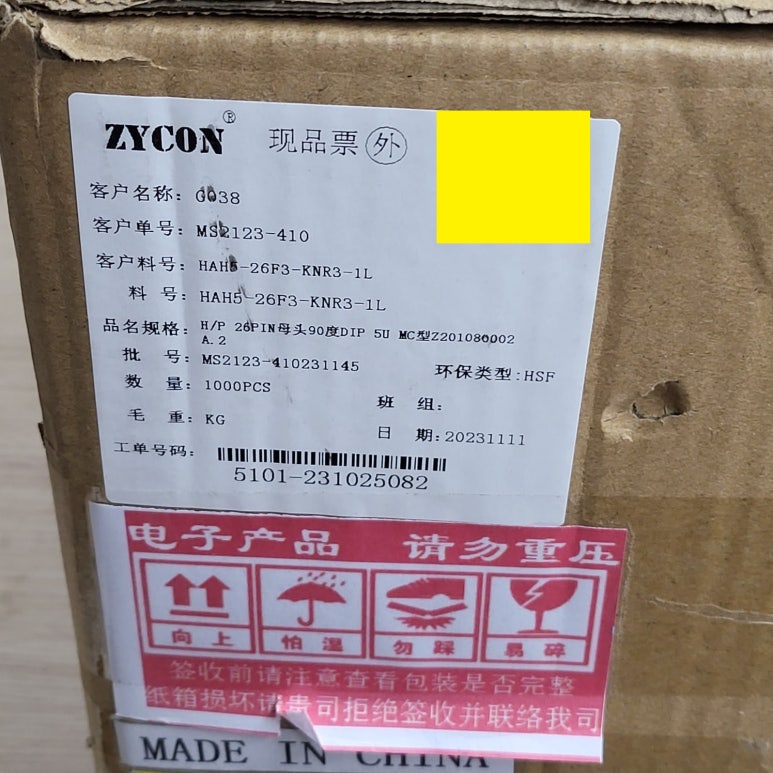 ZYCON® 现品票 外
客户名称: G038
客户单号: MS2123-410
客户料号: HAH5-26F3-KNR3-1L
料 号: HAH5-26F3-KNR3-1L
品名规格: H/P 26PIN母头90度DIP 5U MC型Z201080002
A.2
批 号: MS2123-410231145
环保类型: HSF
数 量: 1000PCS
班 组:
毛 重: KG
日 期: 20231111
工单号码:
5101-231025082
电子产品 请勿重压
向上 怕湿 勿踩 易碎
签收前请注意查看包装是否完整
纸箱损坏请贵司拒绝签收并联络我司
MADE IN CHINA